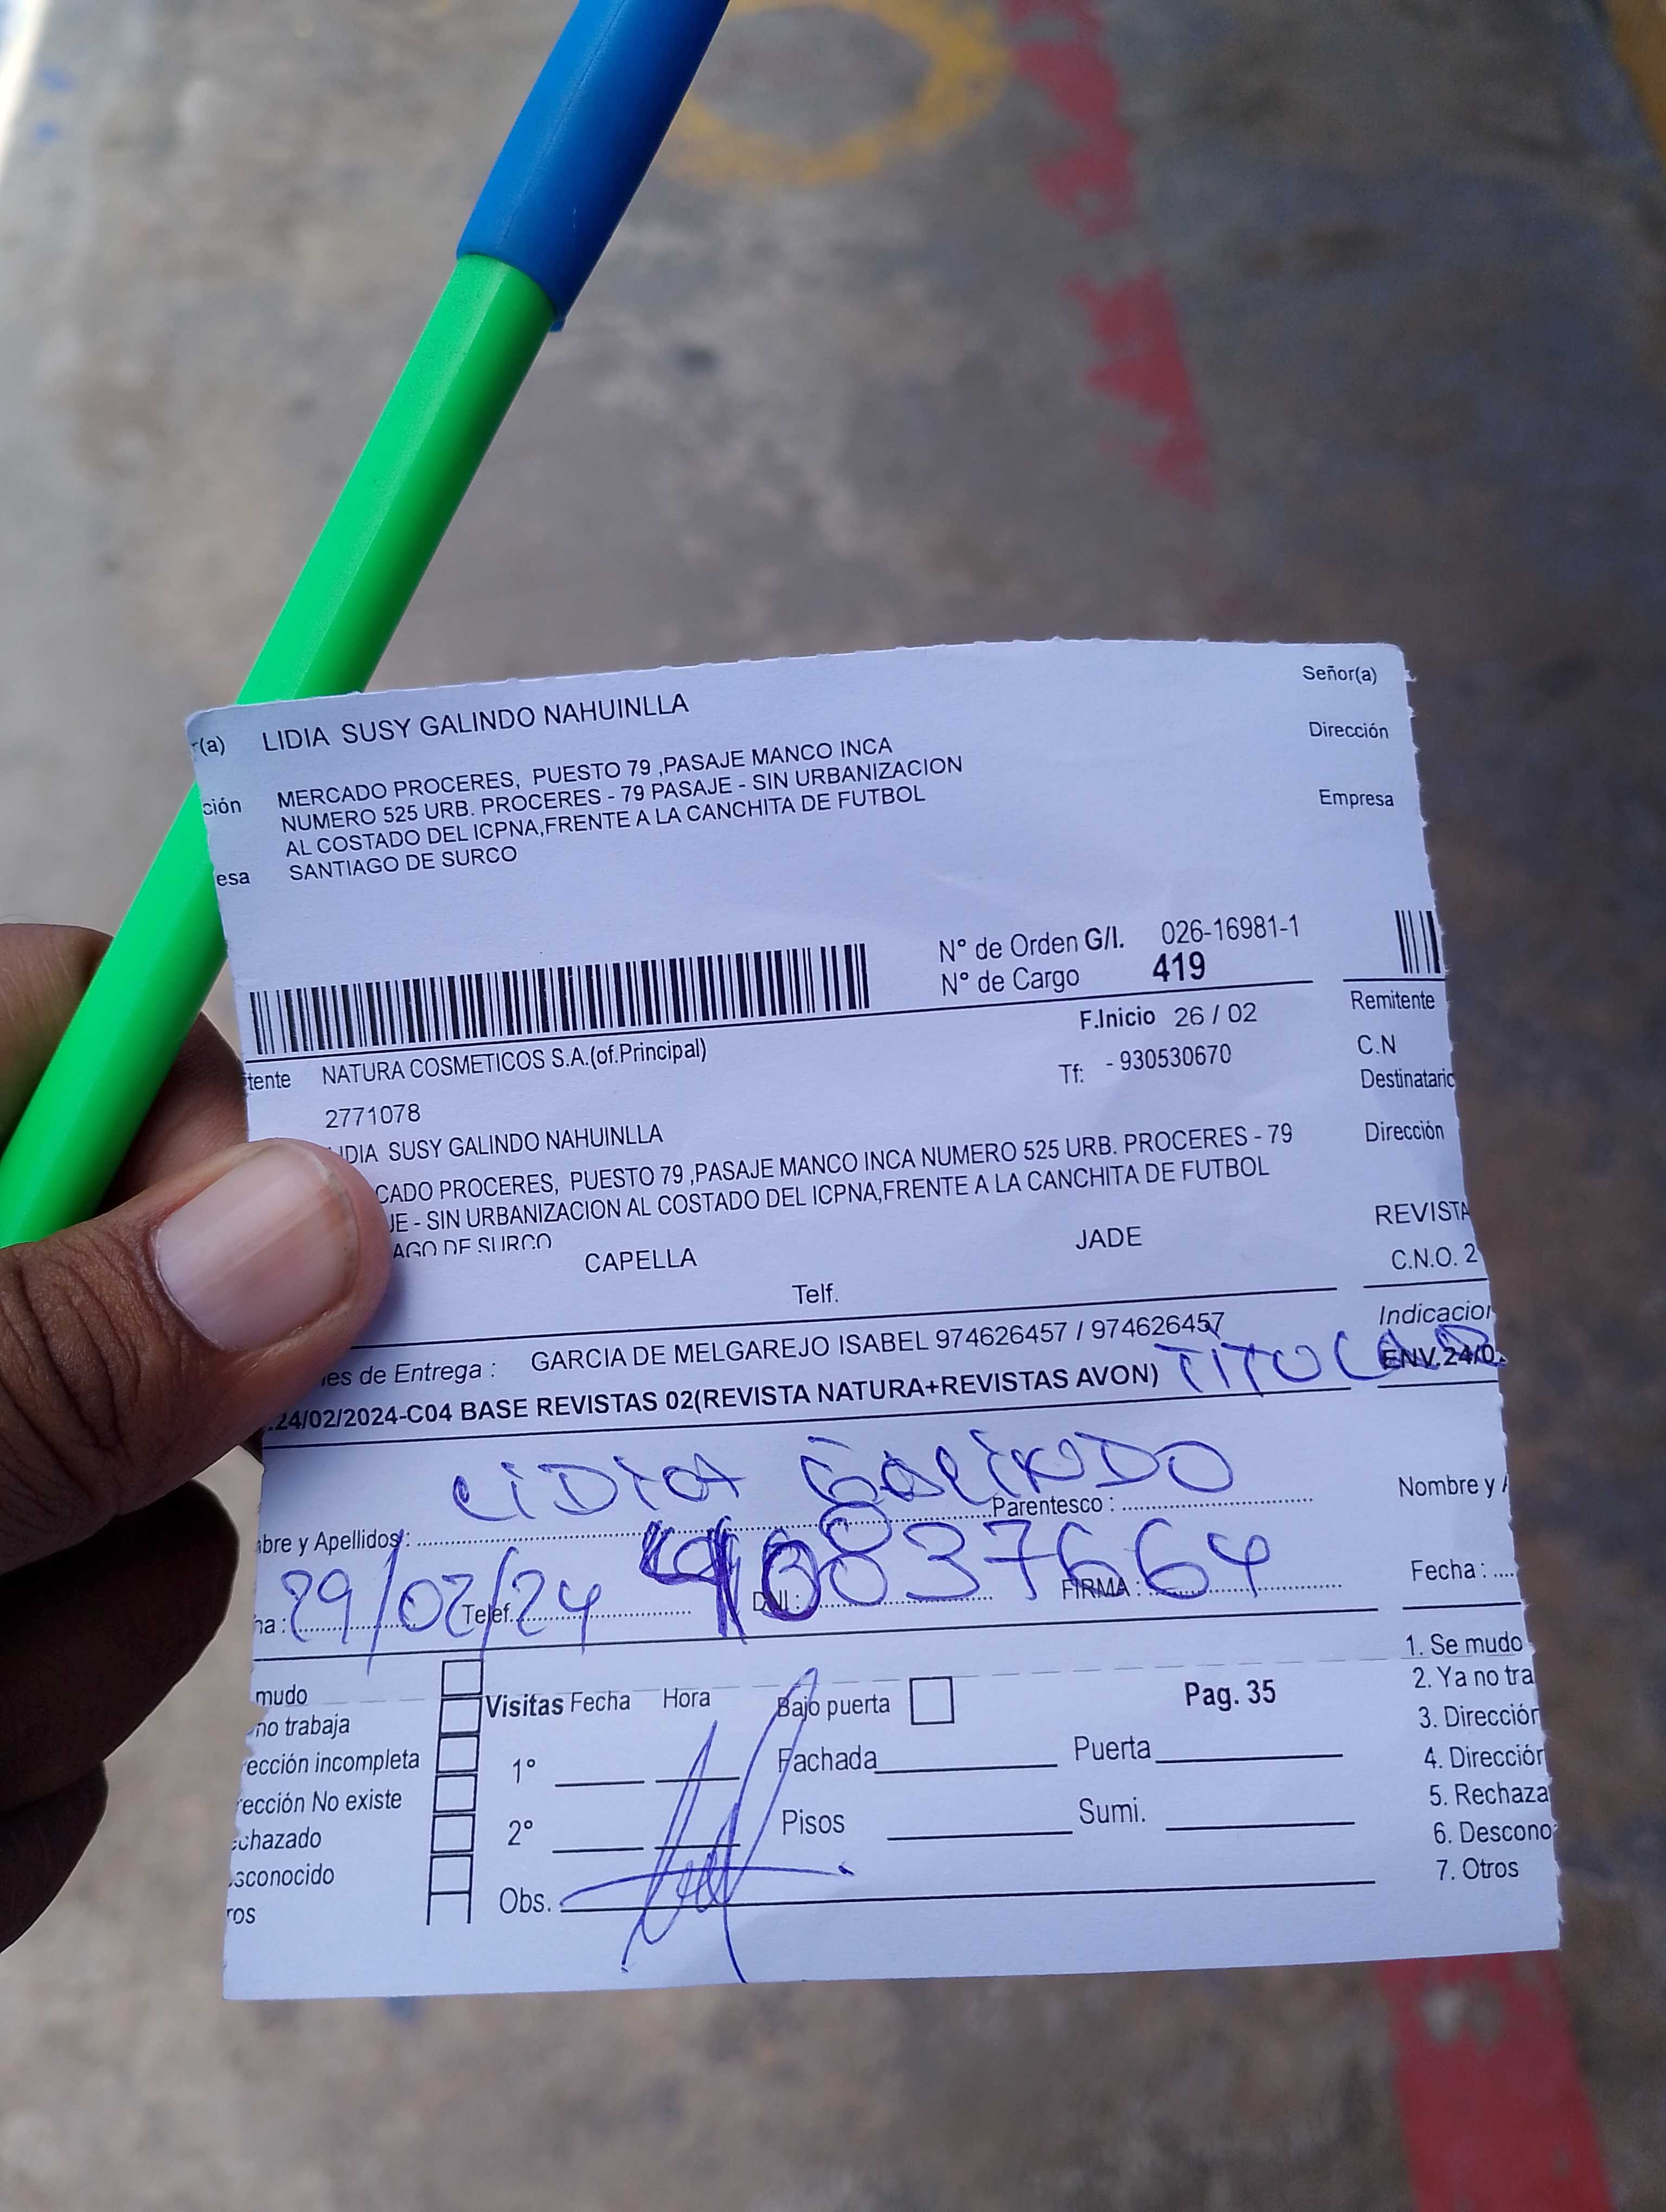 r(a) LIDIA SUSY GALINDO NAHUINLLA
ción MERCADO PROCERES, PUESTO 79 ,PASAJE MANCO INCA
NUMERO 525 URB. PROCERES - 79 PASAJE - SIN URBANIZACION
AL COSTADO DEL ICPNA,FRENTE A LA CANCHITA DE FUTBOL
esa SANTIAGO DE SURCO
N° de Orden G/I. 026-16981-1
N° de Cargo 419
F.Inicio 26 / 02
tente NATURA COSMETICOS S.A.(of.Principal)
Tf: - 930530670
2771078
IDIA SUSY GALINDO NAHUINLLA
CADO PROCERES, PUESTO 79 ,PASAJE MANCO INCA NUMERO 525 URB. PROCERES - 79
JE - SIN URBANIZACION AL COSTADO DEL ICPNA,FRENTE A LA CANCHITA DE FUTBOL
AGO DE SURCO
CAPELLA JADE
Telf.
nes de Entrega : GARCIA DE MELGAREJO ISABEL 974626457 / 974626457
.24/02/2024-C04 BASE REVISTAS 02(REVISTA NATURA+REVISTAS AVON) TITOLAR
LIDIA GALINDO
bre y Apellidos : Parentesco :
29/02/24 40837664
ha : Telef. DNI : FIRMA :
mudo
no trabaja
ección incompleta
rección No existe
echazado
sconocido
ros
Visitas Fecha Hora Bajo puerta Pag. 35
1° Fachada Puerta
2° Pisos Sumi.
Obs.
Señor(a)
Dirección
Empresa
Remitente
C.N
Destinatario
Dirección
REVISTA
C.N.O. 2
Indicacion
ENV.24/0
Nombre y A
Fecha :
1. Se mudo
2. Ya no tra
3. Dirección
4. Dirección
5. Rechaza
6. Descono
7. Otros